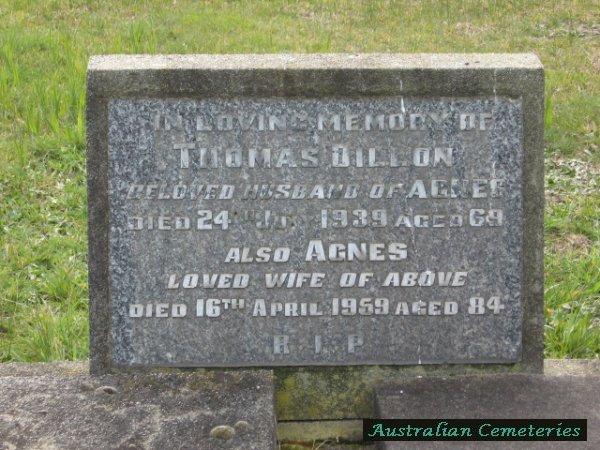 IN LOVING MEMORY OF
THOMAS DILLON
BELOVED HUSBAND OF AGNES
DIED 24TH 1939 AGED 69
ALSO AGNES
LOVED WIFE OF ABOVE
DIED 16TH APRIL 1959 AGED 84
R I P
Australian Cemeteries